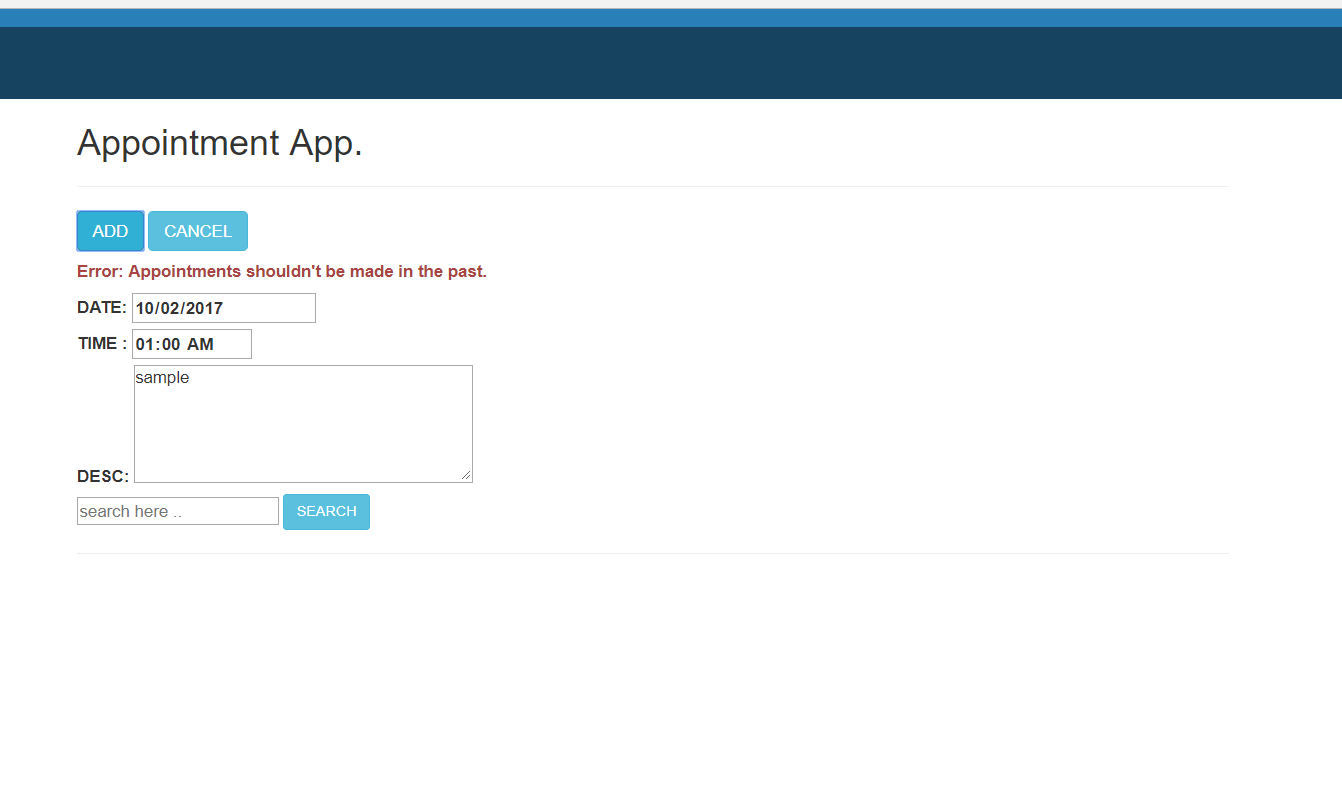 Appointment App.
ADD CANCEL
Error: Appointments shouldn't be made in the past.
DATE: 10/02/2017
TIME : 01:00 AM
sample
DESC:
search here .. SEARCH